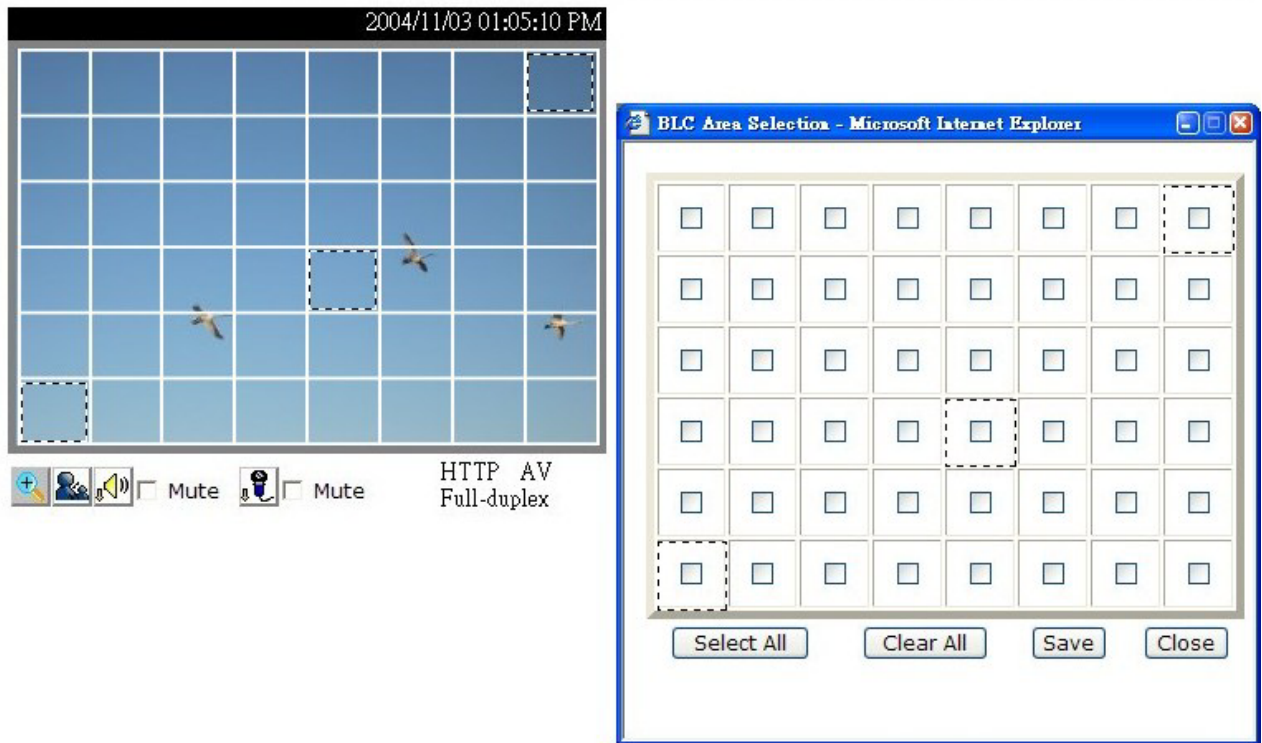 2004/11/03 01:05:10 PM
Mute
Mute
HTTP AV
Full-duplex
BLC Area Selection - Microsoft Internet Explorer
Select All
Clear All
Save
Close